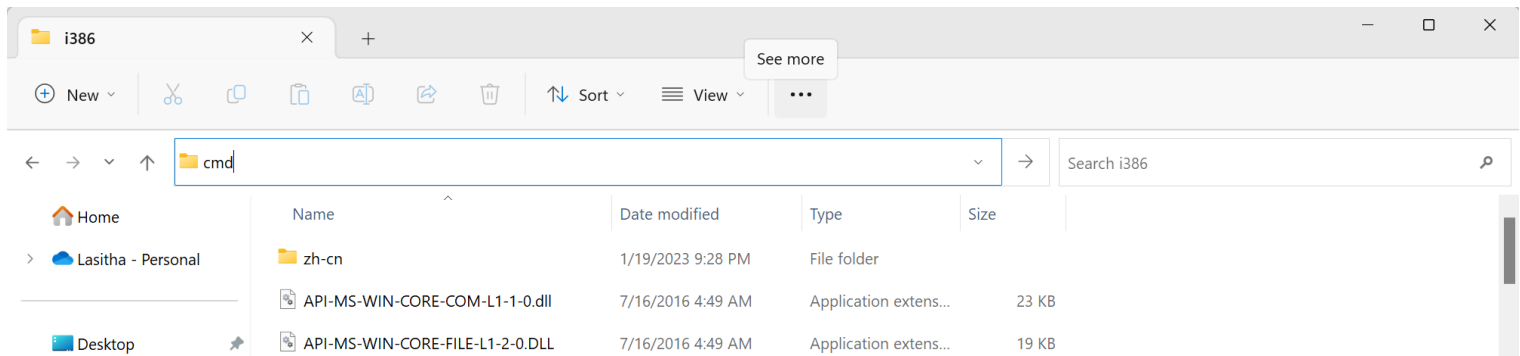 i386
See more
New
Sort
View
cmd
Search i386
Home
Name
Date modified
Type
Size
Lasitha - Personal
zh-cn
1/19/2023 9:28 PM
File folder
API-MS-WIN-CORE-COM-L1-1-0.dll
7/16/2016 4:49 AM
Application extens...
23 KB
Desktop
API-MS-WIN-CORE-FILE-L1-2-0.DLL
7/16/2016 4:49 AM
Application extens...
19 KB